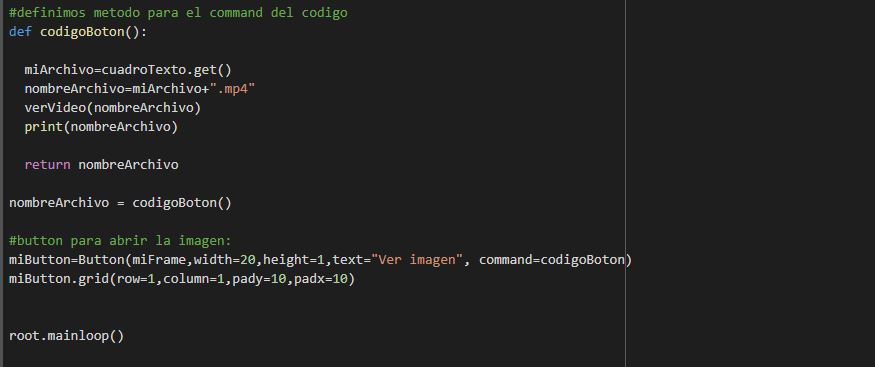 #definimos metodo para el command del codigo
def codigoBoton():
miArchivo=cuadroTexto.get()
nombreArchivo=miArchivo+".mp4"
verVideo(nombreArchivo)
print(nombreArchivo)
return nombreArchivo
nombreArchivo = codigoBoton()
#button para abrir la imagen:
miButton=Button(miFrame,width=20,height=1,text="Ver imagen", command=codigoBoton)
miButton.grid(row=1,column=1,pady=10,padx=10)
root.mainloop()